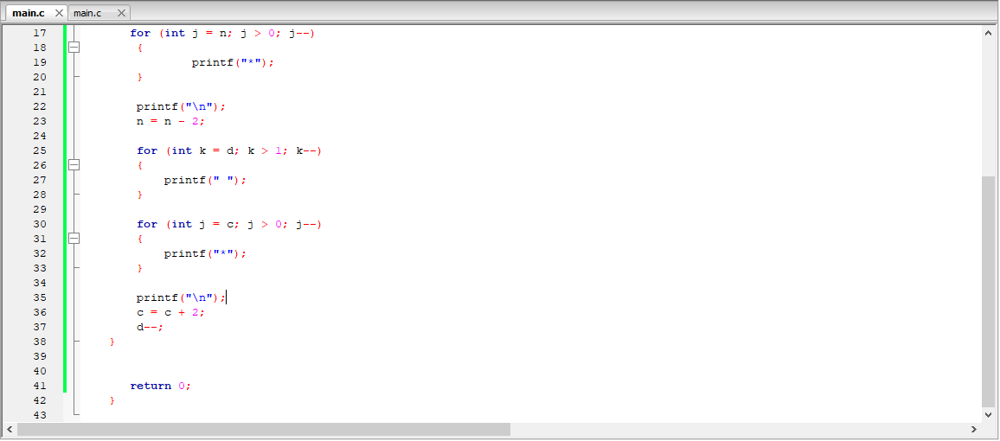 main.c × main.c ×
17 for (int j = n; j > 0; j--)
18 {
19 printf("*");
20 }
21
22 printf("\n");
23 n = n - 2;
24
25 for (int k = d; k > 1; k--)
26 {
27 printf(" ");
28 }
29
30 for (int j = c; j > 0; j--)
31 {
32 printf("*");
33 }
34
35 printf("\n");
36 c = c + 2;
37 d--;
38 }
39
40
41 return 0;
42 }
43